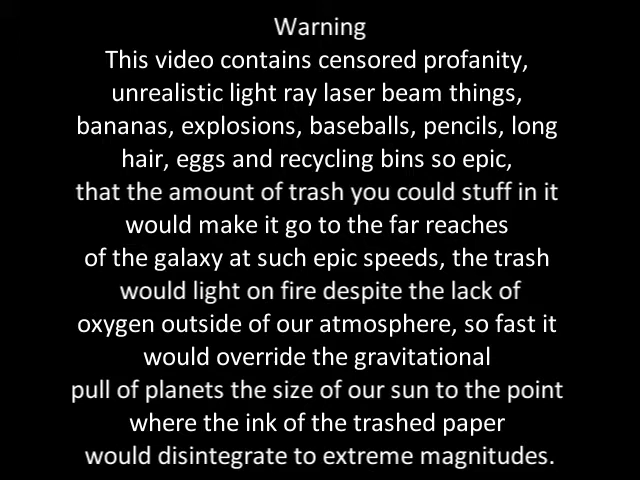 Warning
This video contains censored profanity,
unrealistic light ray laser beam things,
bananas, explosions, baseballs, pencils, long
hair, eggs and recycling bins so epic,
that the amount of trash you could stuff in it
would make it go to the far reaches
of the galaxy at such epic speeds, the trash
would light on fire despite the lack of
oxygen outside of our atmosphere, so fast it
would override the gravitational
pull of planets the size of our sun to the point
where the ink of the trashed paper
would disintegrate to extreme magnitudes.